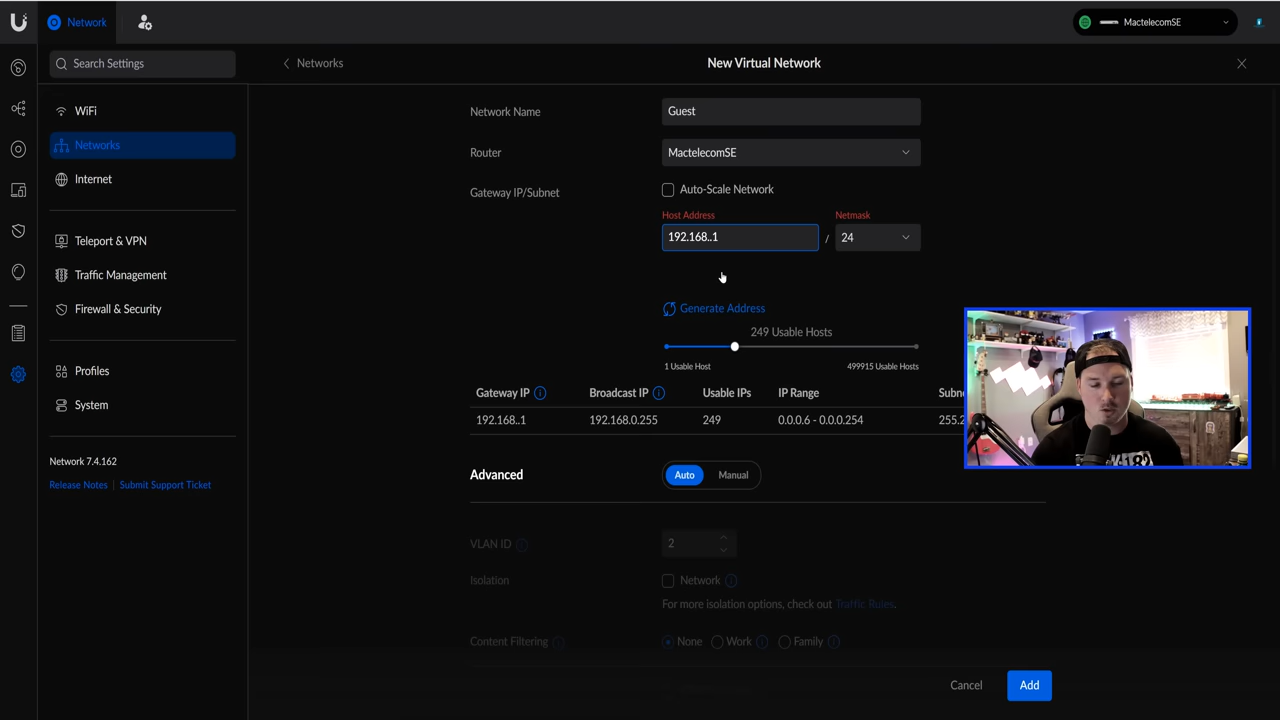 Network
MactelecomSE
Search Settings
Networks
New Virtual Network
WiFi
Networks
Internet
Teleport & VPN
Traffic Management
Firewall & Security
Profiles
System
Network 7.4.162
Release Notes | Submit Support Ticket
Network Name
Guest
Router
MactelecomSE
Gateway IP/Subnet
Auto-Scale Network
Host Address
Netmask
192.168..1 / 24
Generate Address
249 Usable Hosts
1 Usable Host
499915 Usable Hosts
Gateway IP Broadcast IP Usable IPs IP Range Subn
192.168..1 192.168.0.255 249 0.0.0.6 - 0.0.0.254 255.2
Advanced
Auto Manual
VLAN ID
2
Isolation
Network
For more isolation options, check out Traffic Rules.
Content Filtering
None Work Family
Cancel
Add